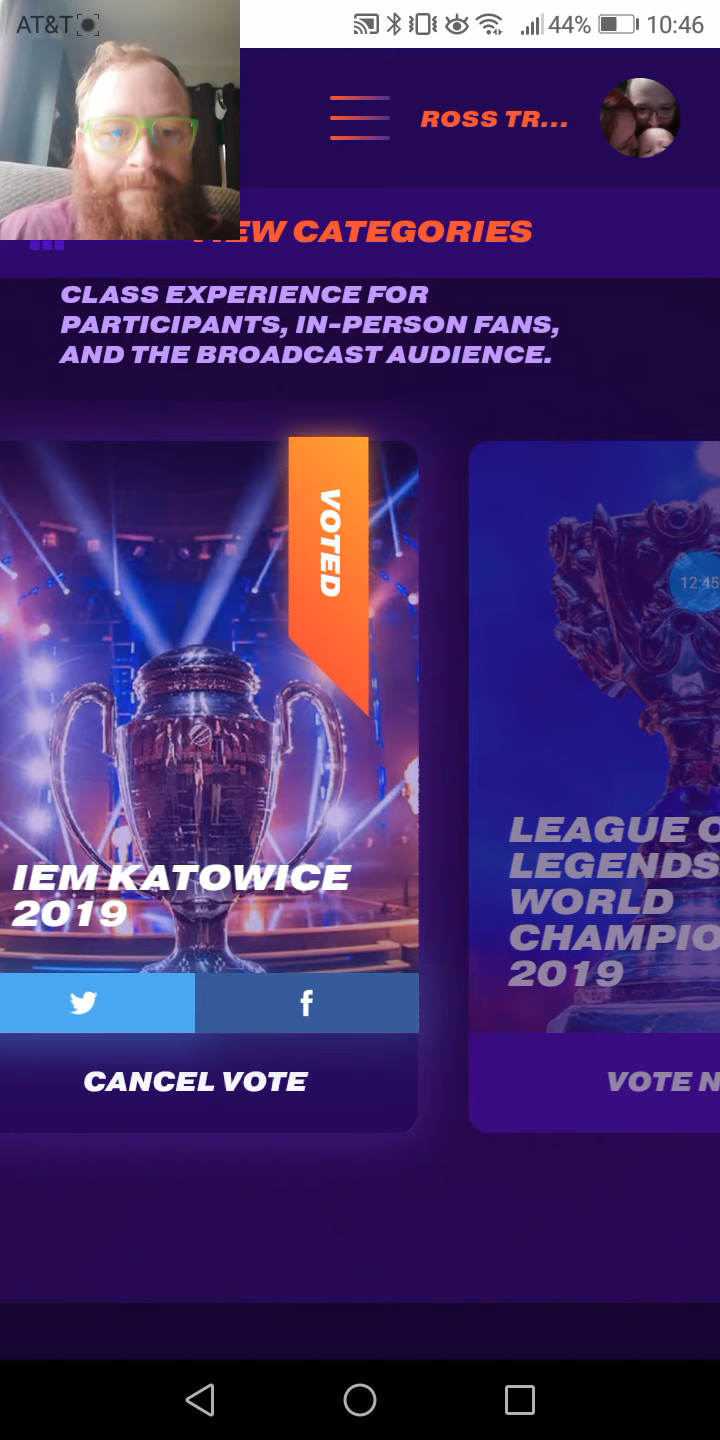 AT&T
44% 10:46
ROSS TR...
EW CATEGORIES
CLASS EXPERIENCE FOR
PARTICIPANTS, IN-PERSON FANS,
AND THE BROADCAST AUDIENCE.
VOTED
12:45
IEM KATOWICE
2019
LEAGUE O
LEGENDS
WORLD
CHAMPIO
2019
CANCEL VOTE
VOTE N